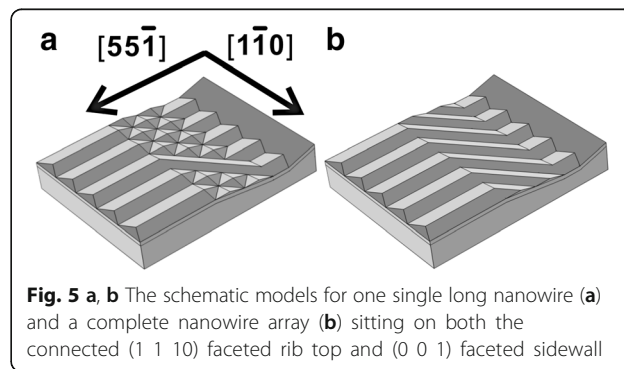 a [551̄] [11̄0] b
Fig. 5 a, b The schematic models for one single long nanowire (a)
and a complete nanowire array (b) sitting on both the
connected (1 1 10) faceted rib top and (0 0 1) faceted sidewall